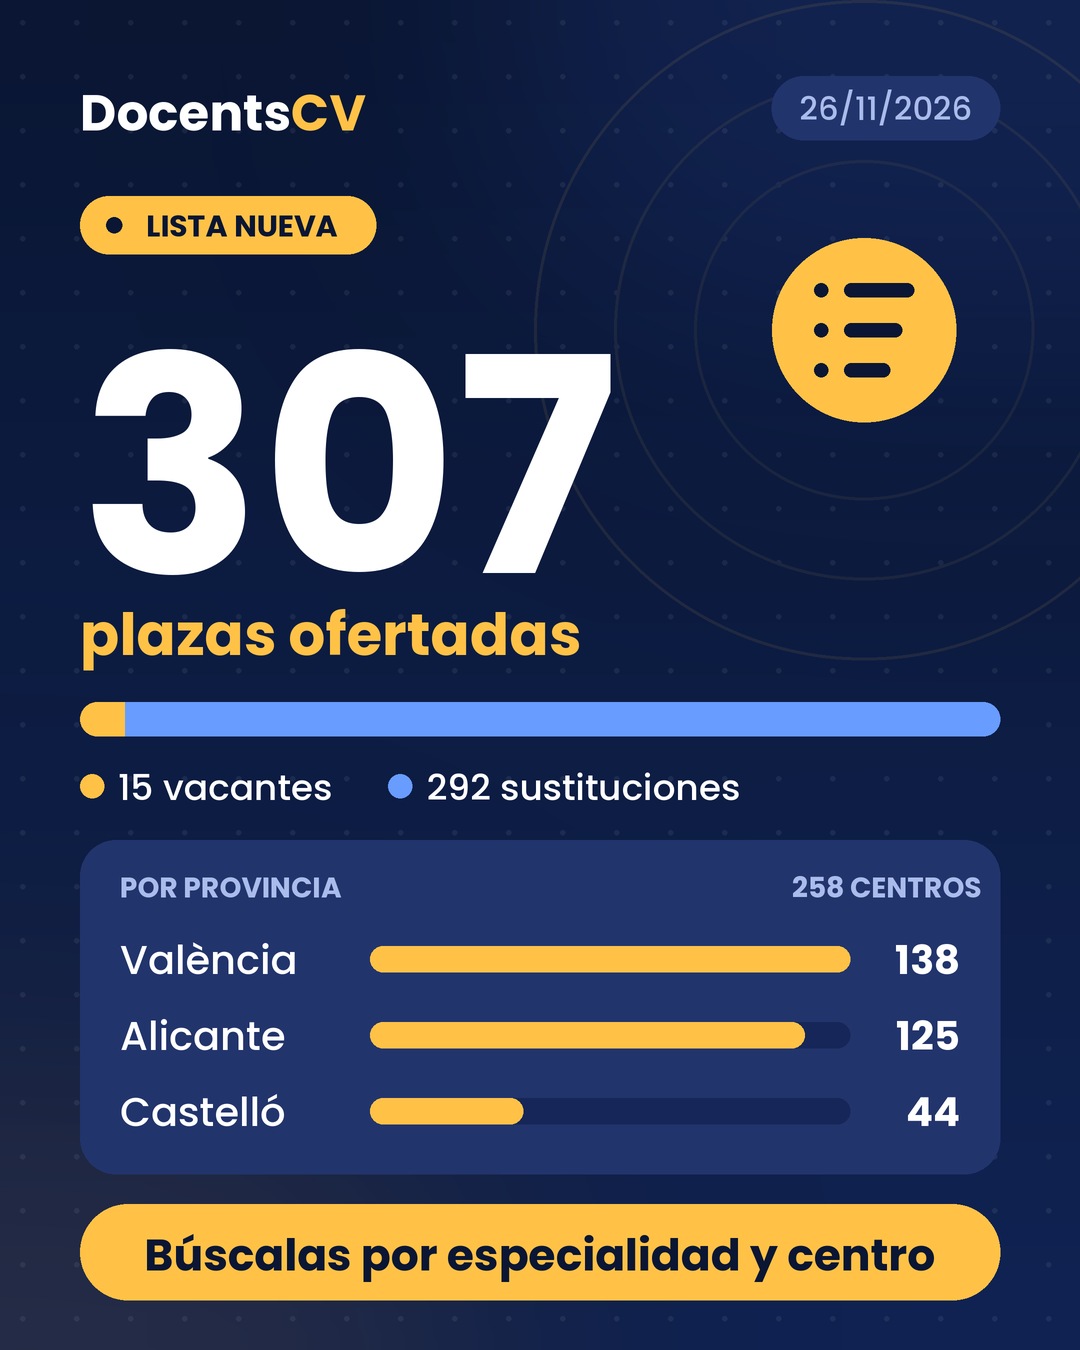 DocentsCV
26/11/2026
LISTA NUEVA
307
plazas ofertadas
15 vacantes
292 sustituciones
POR PROVINCIA
258 CENTROS
València
138
Alicante
125
Castelló
44
Búscalas por especialidad y centro